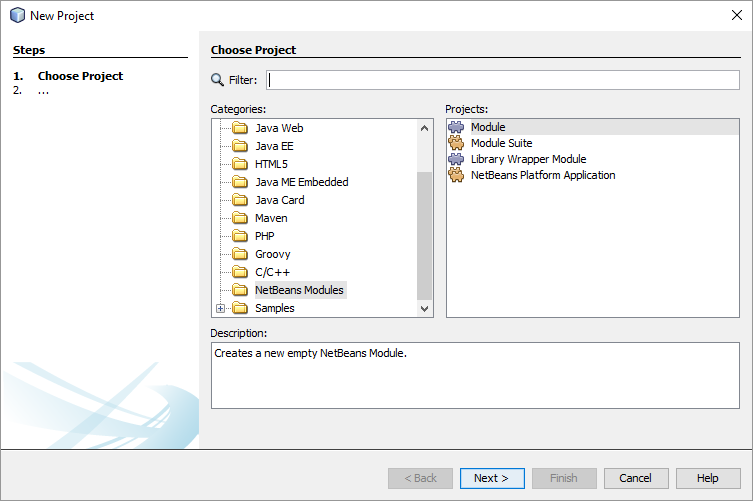 New Project
Steps
1. Choose Project
2. ...
Choose Project
Filter:
Categories:
Java Web
Java EE
HTML5
Java ME Embedded
Java Card
Maven
PHP
Groovy
C/C++
NetBeans Modules
Samples
Projects:
Module
Module Suite
Library Wrapper Module
NetBeans Platform Application
Description:
Creates a new empty NetBeans Module.
< Back
Next >
Finish
Cancel
Help